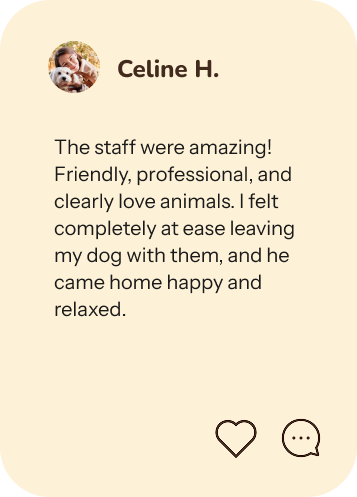 Celine H.
The staff were amazing!
Friendly, professional, and
clearly love animals. I felt
completely at ease leaving
my dog with them, and he
came home happy and
relaxed.